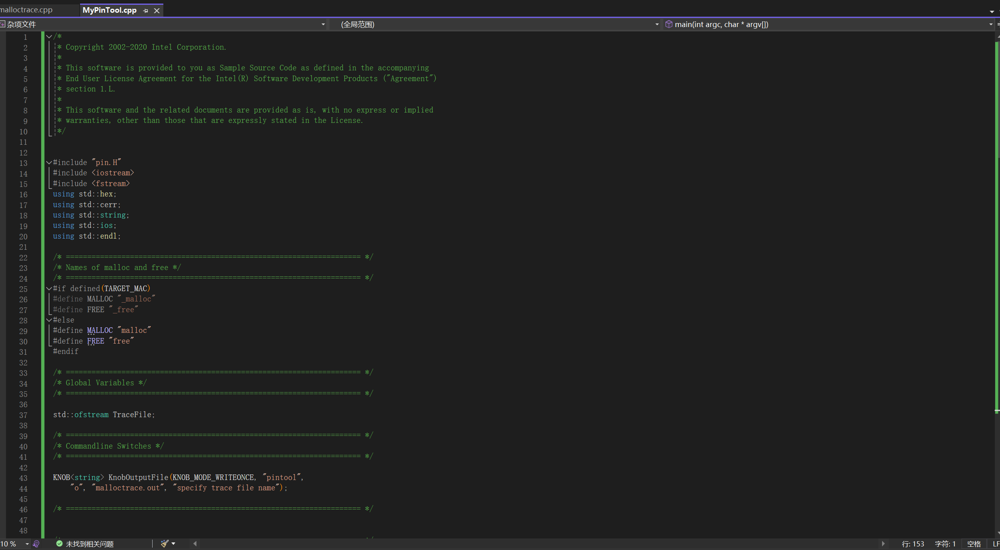 malloctrace.cpp
MyPinTool.cpp
杂项文件
(全局范围)
main(int argc, char * argv[])
1 /*
2 * Copyright 2002-2020 Intel Corporation.
3 *
4 * This software is provided to you as Sample Source Code as defined in the accompanying
5 * End User License Agreement for the Intel(R) Software Development Products ("Agreement")
6 * section 1.L.
7 *
8 * This software and the related documents are provided as is, with no express or implied
9 * warranties, other than those that are expressly stated in the License.
10 */
11
12
13 #include "pin.H"
14 #include <iostream>
15 #include <fstream>
16 using std::hex;
17 using std::cerr;
18 using std::string;
19 using std::ios;
20 using std::endl;
21
22 /* ===================================================================== */
23 /* Names of malloc and free */
24 /* ===================================================================== */
25 #if defined(TARGET_MAC)
26 #define MALLOC "_malloc"
27 #define FREE "_free"
28 #else
29 #define MALLOC "malloc"
30 #define FREE "free"
31 #endif
32
33 /* ===================================================================== */
34 /* Global Variables */
35 /* ===================================================================== */
36
37 std::ofstream TraceFile;
38
39 /* ===================================================================== */
40 /* Commandline Switches */
41 /* ===================================================================== */
42
43 KNOB<string> KnobOutputFile(KNOB_MODE_WRITEONCE, "pintool",
44 "o", "malloctrace.out", "specify trace file name");
45
46 /* ===================================================================== */
47
48
10 %
未找到相关问题
行: 153
字符: 1
空格
LF